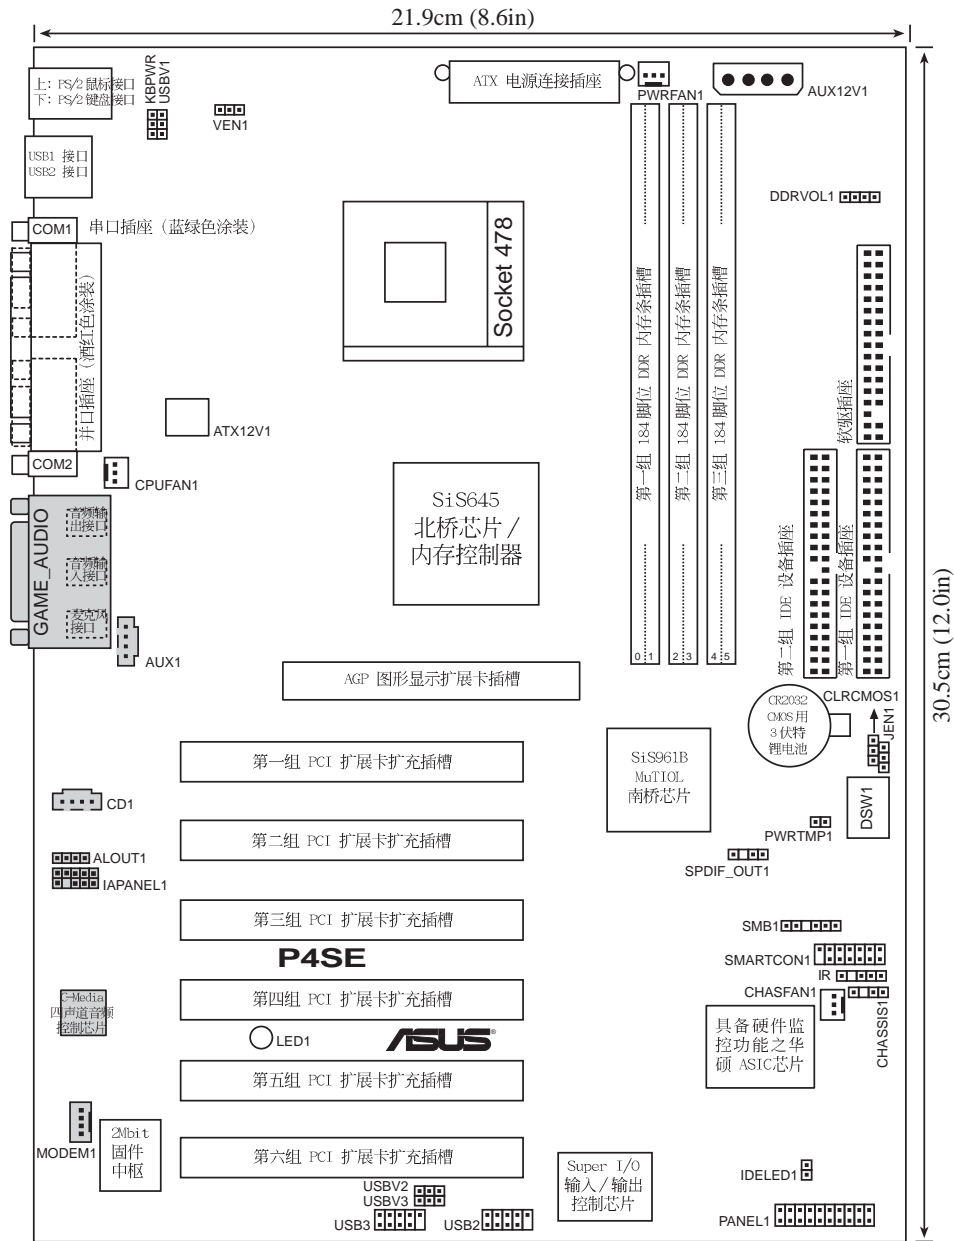 21.9cm (8.6in)
上: PS/2 鼠标接口
下: PS/2 键盘接口
KBPWR
USBV1
VEN1
ATX 电源连接插座
PWRFAN1
AUX12V1
USB1 接口
USB2 接口
DDRVOL1
COM1
串口插座 (蓝绿色涂装)
Socket 478
并口插座 (酒红色涂装)
第一组 184 脚位 DDR 内存条插槽
第二组 184 脚位 DDR 内存条插槽
第三组 184 脚位 DDR 内存条插槽
软驱插座
ATX12V1
COM2
CPUFAN1
SiS645
北桥芯片/
内存控制器
GAME_AUDIO
音频输
出接口
音频输
入接口
麦克风
接口
AUX1
第二组 IDE 设备插座
第一组 IDE 设备插座
30.5cm (12.0in)
0 1
2 3
4 5
AGP 图形显示扩展卡插槽
CR2032
CMOS 用
3 伏特
锂电池
CLRCMOS1
JEN1
第一组 PCI 扩展卡扩充插槽
SiS961B
MuTIOL
南桥芯片
DSW1
CD1
PWRTMP1
第二组 PCI 扩展卡扩充插槽
ALOUT1
IAPANEL1
SPDIF_OUT1
第三组 PCI 扩展卡扩充插槽
SMB1
P4SE
SMARTCON1
IR
第四组 PCI 扩展卡扩充插槽
CHASFAN1
CHASSIS1
C-Media
四声道音频
控制芯片
LED1
ASUS®
具备硬件监
控功能之华
硕 ASIC芯片
第五组 PCI 扩展卡扩充插槽
MODEM1
2Mbit
固件
中枢
第六组 PCI 扩展卡扩充插槽
Super I/O
输入/输出
控制芯片
IDELED1
USBV2
USBV3
USB3
USB2
PANEL1